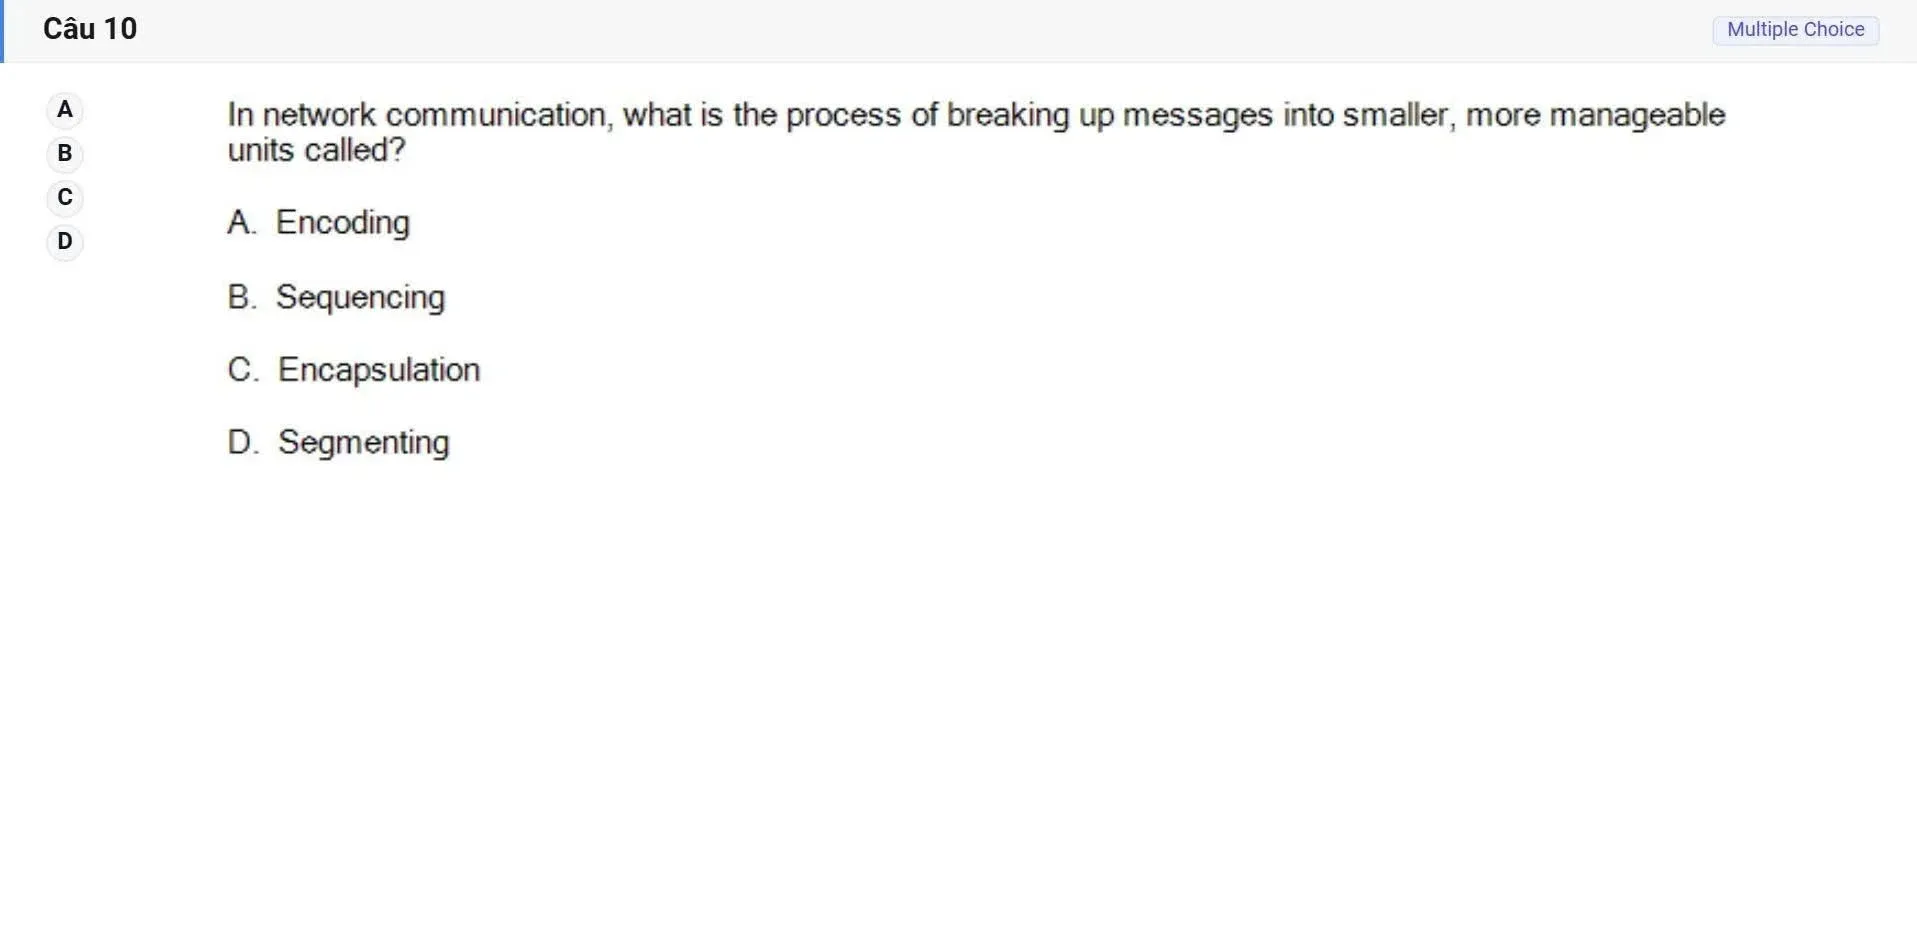 Câu 10
Multiple Choice
A
B
C
D
In network communication, what is the process of breaking up messages into smaller, more manageable
units called?
A. Encoding
B. Sequencing
C. Encapsulation
D. Segmenting